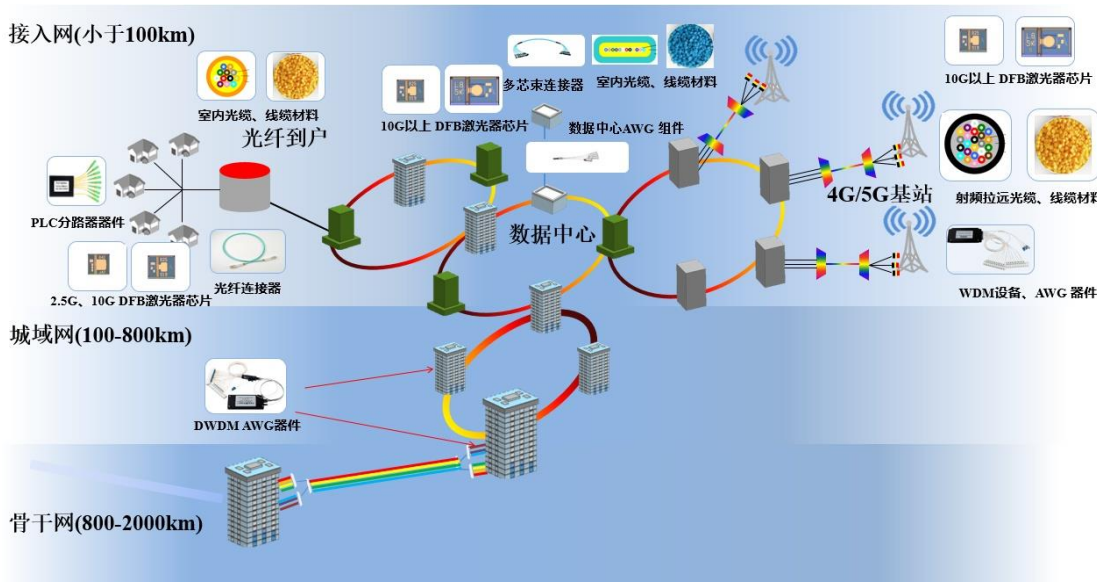 接入网(小于100km)
室内光缆、线缆材料
光纤到户
PLC分路器器件
2.5G、10G DFB激光器芯片
光纤连接器
10G以上 DFB激光器芯片
多芯束连接器
室内光缆、线缆材料
数据中心AWG 组件
数据中心
10G以上 DFB激光器芯片
4G/5G基站
射频拉远光缆、线缆材料
WDM设备、AWG 器件
城域网(100-800km)
DWDM AWG器件
骨干网(800-2000km)